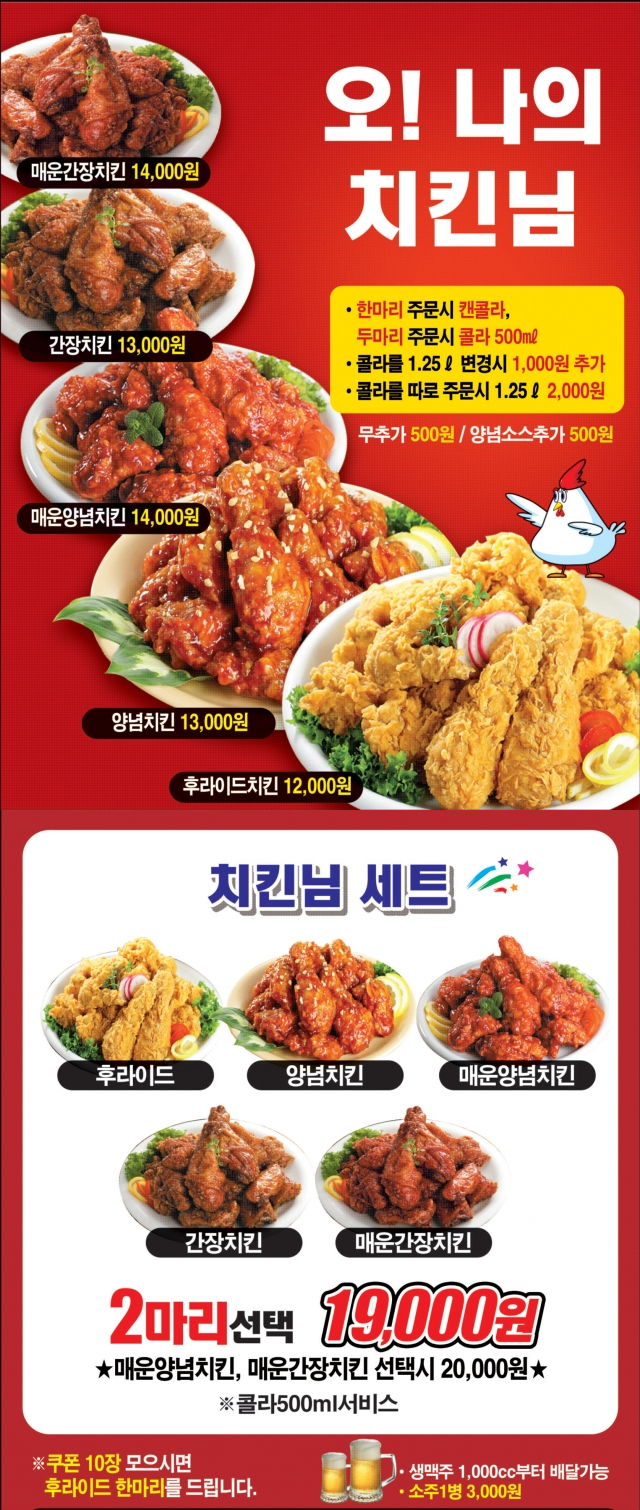 오! 나의
치킨님
매운간장치킨 14,000원
간장치킨 13,000원
• 한마리 주문시 캔콜라,
두마리 주문시 콜라 500㎖
• 콜라를 1.25ℓ 변경시 1,000원 추가
• 콜라를 따로 주문시 1.25ℓ 2,000원
무추가 500원 / 양념소스추가 500원
매운양념치킨 14,000원
양념치킨 13,000원
후라이드치킨 12,000원
치킨님 세트
후라이드
양념치킨
매운양념치킨
간장치킨
매운간장치킨
2마리선택 19,000원
★매운양념치킨, 매운간장치킨 선택시 20,000원★
※콜라500ml서비스
※쿠폰 10장 모으시면
후라이드 한마리를 드립니다.
• 생맥주 1,000cc부터 배달가능
• 소주1병 3,000원